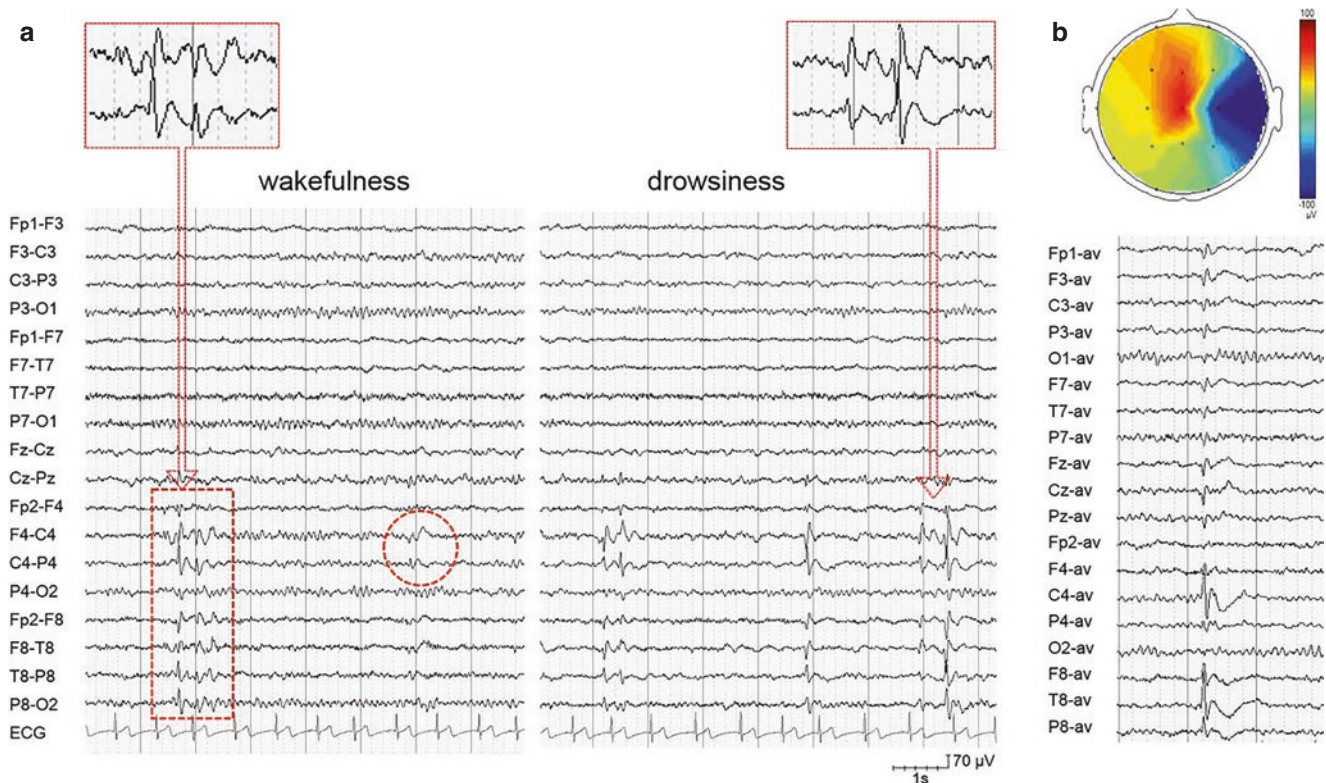 a
wakefulness
drowsiness
Fp1-F3
F3-C3
C3-P3
P3-O1
Fp1-F7
F7-T7
T7-P7
P7-O1
Fz-Cz
Cz-Pz
Fp2-F4
F4-C4
C4-P4
P4-O2
Fp2-F8
F8-T8
T8-P8
P8-O2
ECG
70 µV
1s
b
100
-100
µV
Fp1-av
F3-av
C3-av
P3-av
O1-av
F7-av
T7-av
P7-av
Fz-av
Cz-av
Pz-av
Fp2-av
F4-av
C4-av
P4-av
O2-av
F8-av
T8-av
P8-av